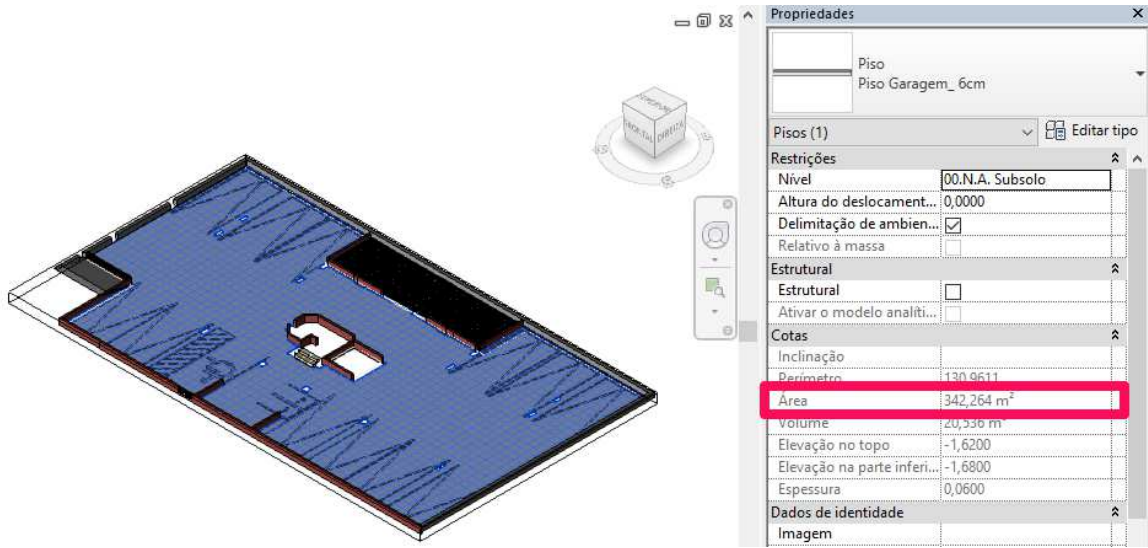 Propriedades
Piso
Piso Garagem_ 6cm
Pisos (1)
Editar tipo
Restrições
Nível 00.N.A. Subsolo
Altura do deslocament... 0,0000
Delimitação de ambien...
Relativo à massa
Estrutural
Estrutural
Ativar o modelo analíti...
Cotas
Inclinação
Perímetro 130,9611
Área 342,264 m²
Volume 20,536 m³
Elevação no topo -1,6200
Elevação na parte inferi... -1,6800
Espessura 0,0600
Dados de identidade
Imagem
SUPERIOR
FRONTAL
DIREITA